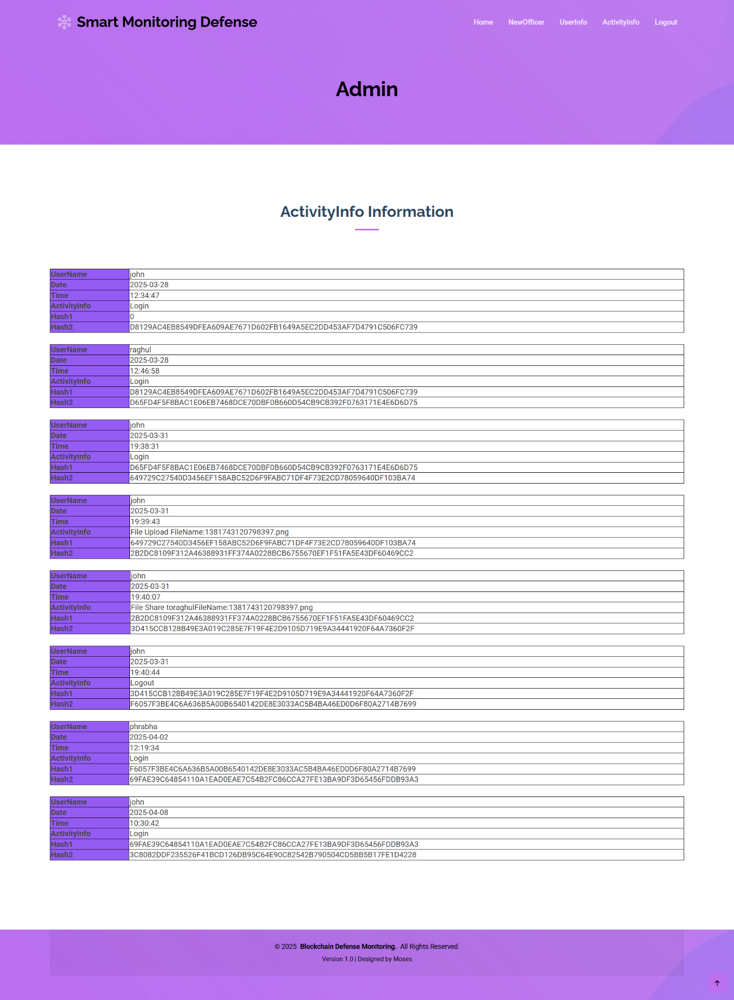 Smart Monitoring Defense
Home NewOfficer UserInfo ActivityInfo Logout
Admin
ActivityInfo Information
UserName john
Date 2025-03-28
Time 12:34:47
ActivityInfo Login
Hash1 0
Hash2 D8129AC4EB8549DFEA609AE7671D602FB1649A5EC2DD453AF7D4791C506FC739
UserName raghul
Date 2025-03-28
Time 12:46:58
ActivityInfo Login
Hash1 D8129AC4EB8549DFEA609AE7671D602FB1649A5EC2DD453AF7D4791C506FC739
Hash2 D65FD4F5F8BAC1E06EB7468DCE70DBF0B660D54CB9CB392F0763171E4E6D6D75
UserName john
Date 2025-03-31
Time 19:38:31
ActivityInfo Login
Hash1 D65FD4F5F8BAC1E06EB7468DCE70DBF0B660D54CB9CB392F0763171E4E6D6D75
Hash2 649729C27540D3456EF158ABC52D6F9FABC71DF4F73E2CD78059640DF103BA74
UserName john
Date 2025-03-31
Time 19:39:43
ActivityInfo File Upload FileName:1381743120798397.png
Hash1 649729C27540D3456EF158ABC52D6F9FABC71DF4F73E2CD78059640DF103BA74
Hash2 2B2DC8109F312A46388931FF374A0228BCB6755670EF1F51FA5E43DF60469CC2
UserName john
Date 2025-03-31
Time 19:40:07
ActivityInfo File Share toraghulFileName:1381743120798397.png
Hash1 2B2DC8109F312A46388931FF374A0228BCB6755670EF1F51FA5E43DF60469CC2
Hash2 3D415CCB128B49E3A019C285E7F19F4E2D9105D719E9A34441920F64A7360F2F
UserName john
Date 2025-03-31
Time 19:40:44
ActivityInfo Logout
Hash1 3D415CCB128B49E3A019C285E7F19F4E2D9105D719E9A34441920F64A7360F2F
Hash2 F6057F3BE4C6A636B5A00B6540142DE8E3033AC5B4BA46ED0D6F80A2714B7699
UserName phrabha
Date 2025-04-02
Time 12:19:34
ActivityInfo Login
Hash1 F6057F3BE4C6A636B5A00B6540142DE8E3033AC5B4BA46ED0D6F80A2714B7699
Hash2 69FAE39C64854110A1EAD0EAE7C54B2FC86CCA27FE13BA9DF3D65456FDDB93A3
UserName john
Date 2025-04-08
Time 10:30:42
ActivityInfo Login
Hash1 69FAE39C64854110A1EAD0EAE7C54B2FC86CCA27FE13BA9DF3D65456FDDB93A3
Hash2 3C8082DDF235526F41BCD126DB95C64E90C82542B790504CD5BB5B17FE1D4228
© 2025 Blockchain Defense Monitoring. All Rights Reserved.
Version 1.0 | Designed by Moses